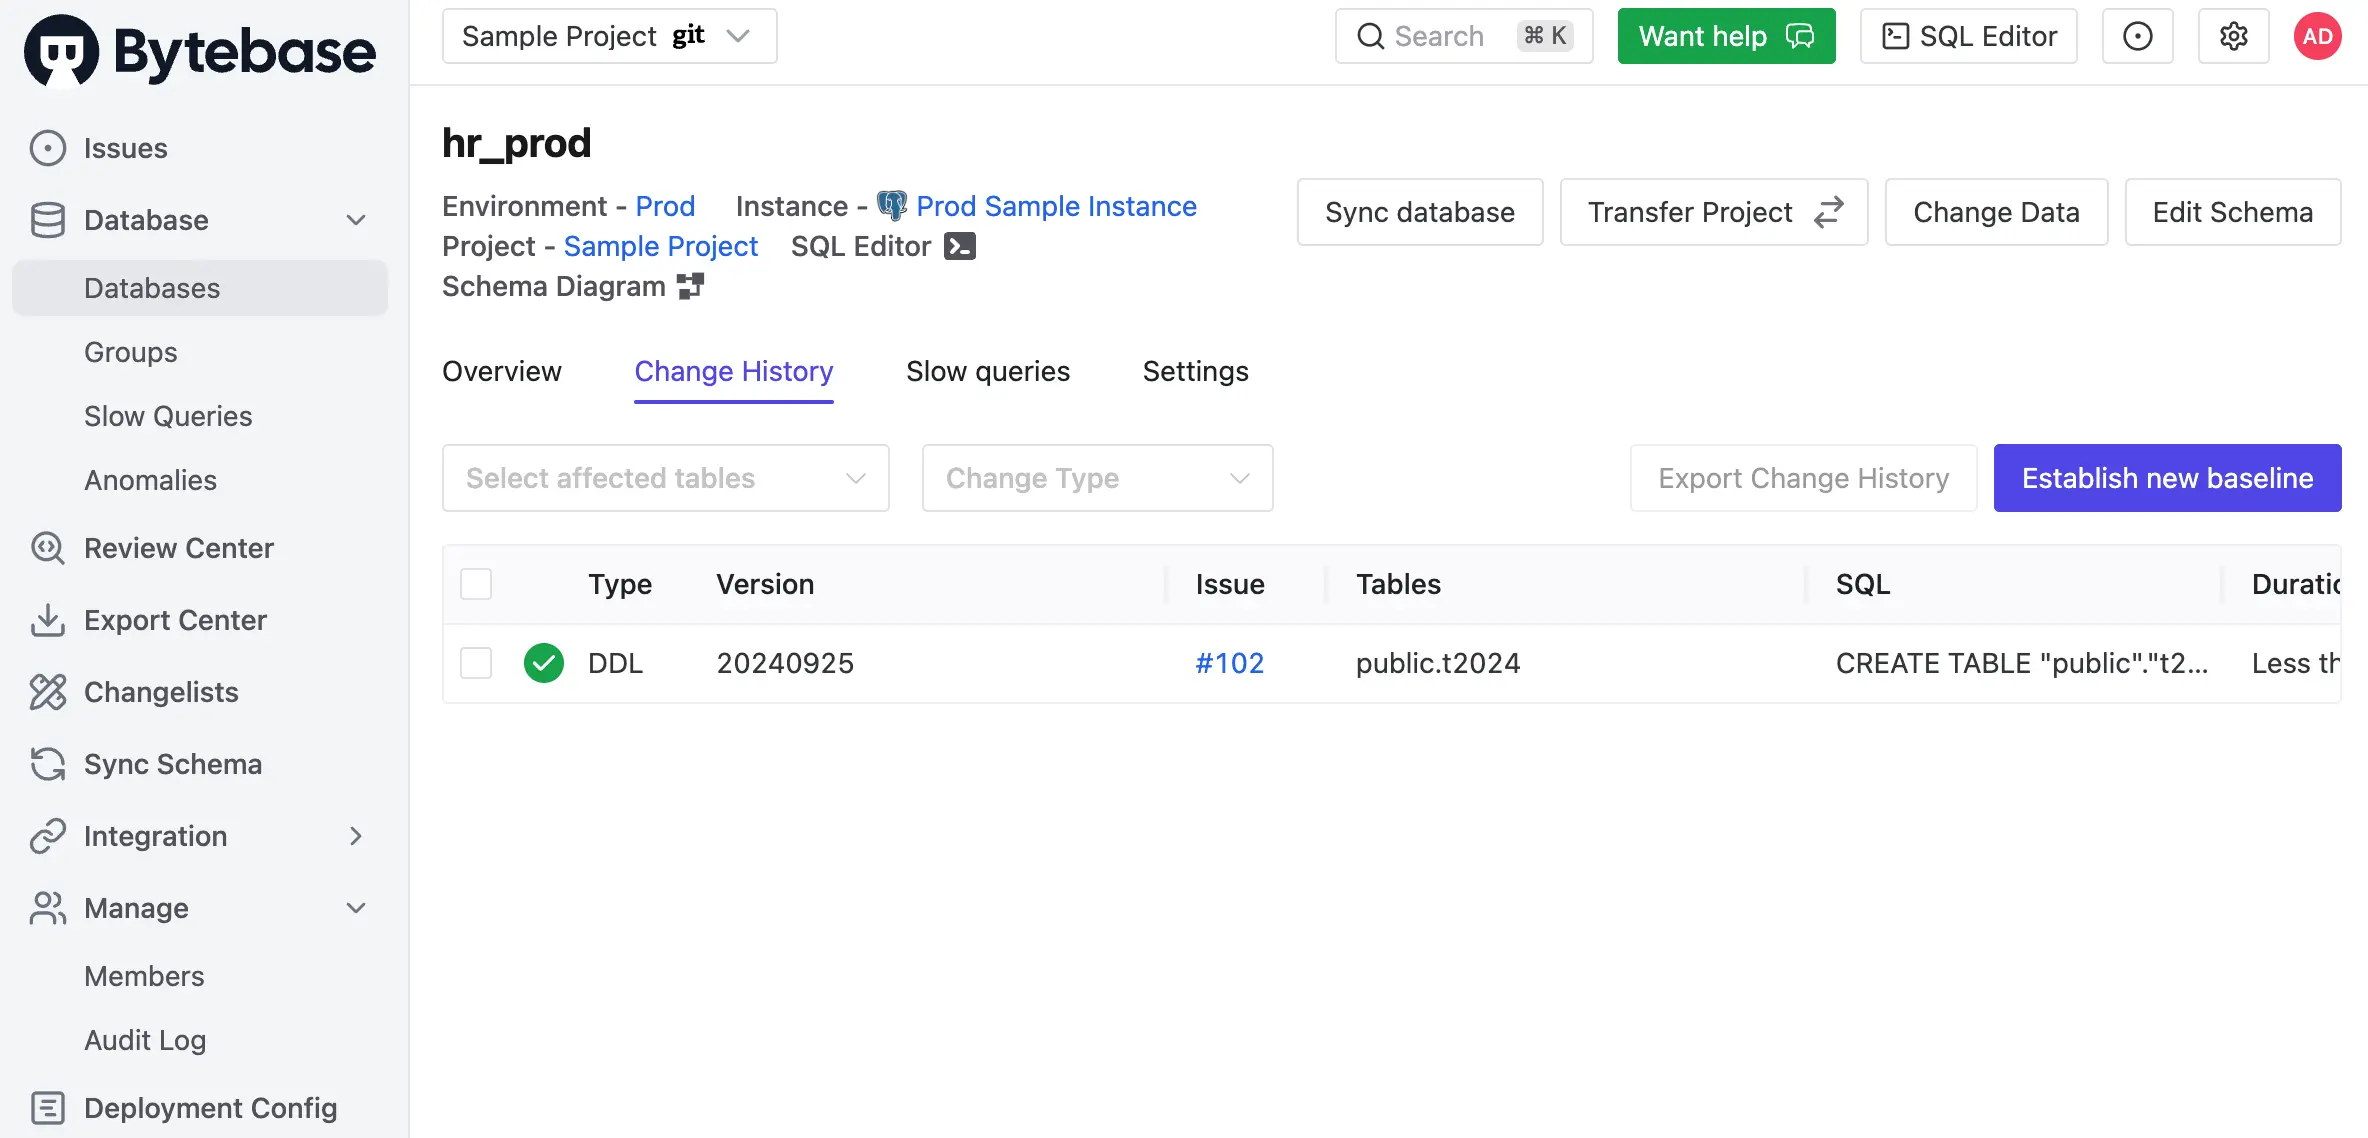 Bytebase
Sample Project git
Search ⌘ K
Want help
SQL Editor
AD
Issues
Database
Databases
Groups
Slow Queries
Anomalies
Review Center
Export Center
Changelists
Sync Schema
Integration
Manage
Members
Audit Log
Deployment Config
hr_prod
Environment - Prod Instance - Prod Sample Instance
Project - Sample Project SQL Editor
Schema Diagram
Sync database
Transfer Project
Change Data
Edit Schema
Overview
Change History
Slow queries
Settings
Select affected tables
Change Type
Export Change History
Establish new baseline
Type Version Issue Tables SQL Duratio
DDL 20240925 #102 public.t2024 CREATE TABLE "public"."t2... Less th